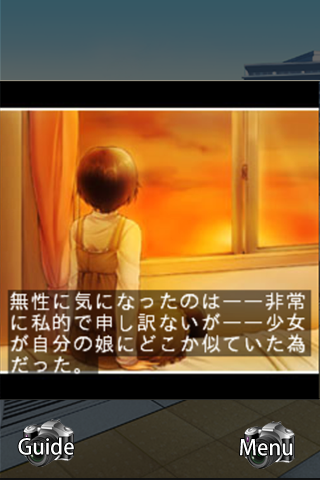 無性に気になったのは――非常
に私的で申し訳ないが――少女
が自分の娘にどこか似ていた為
だった。
Guide
Menu